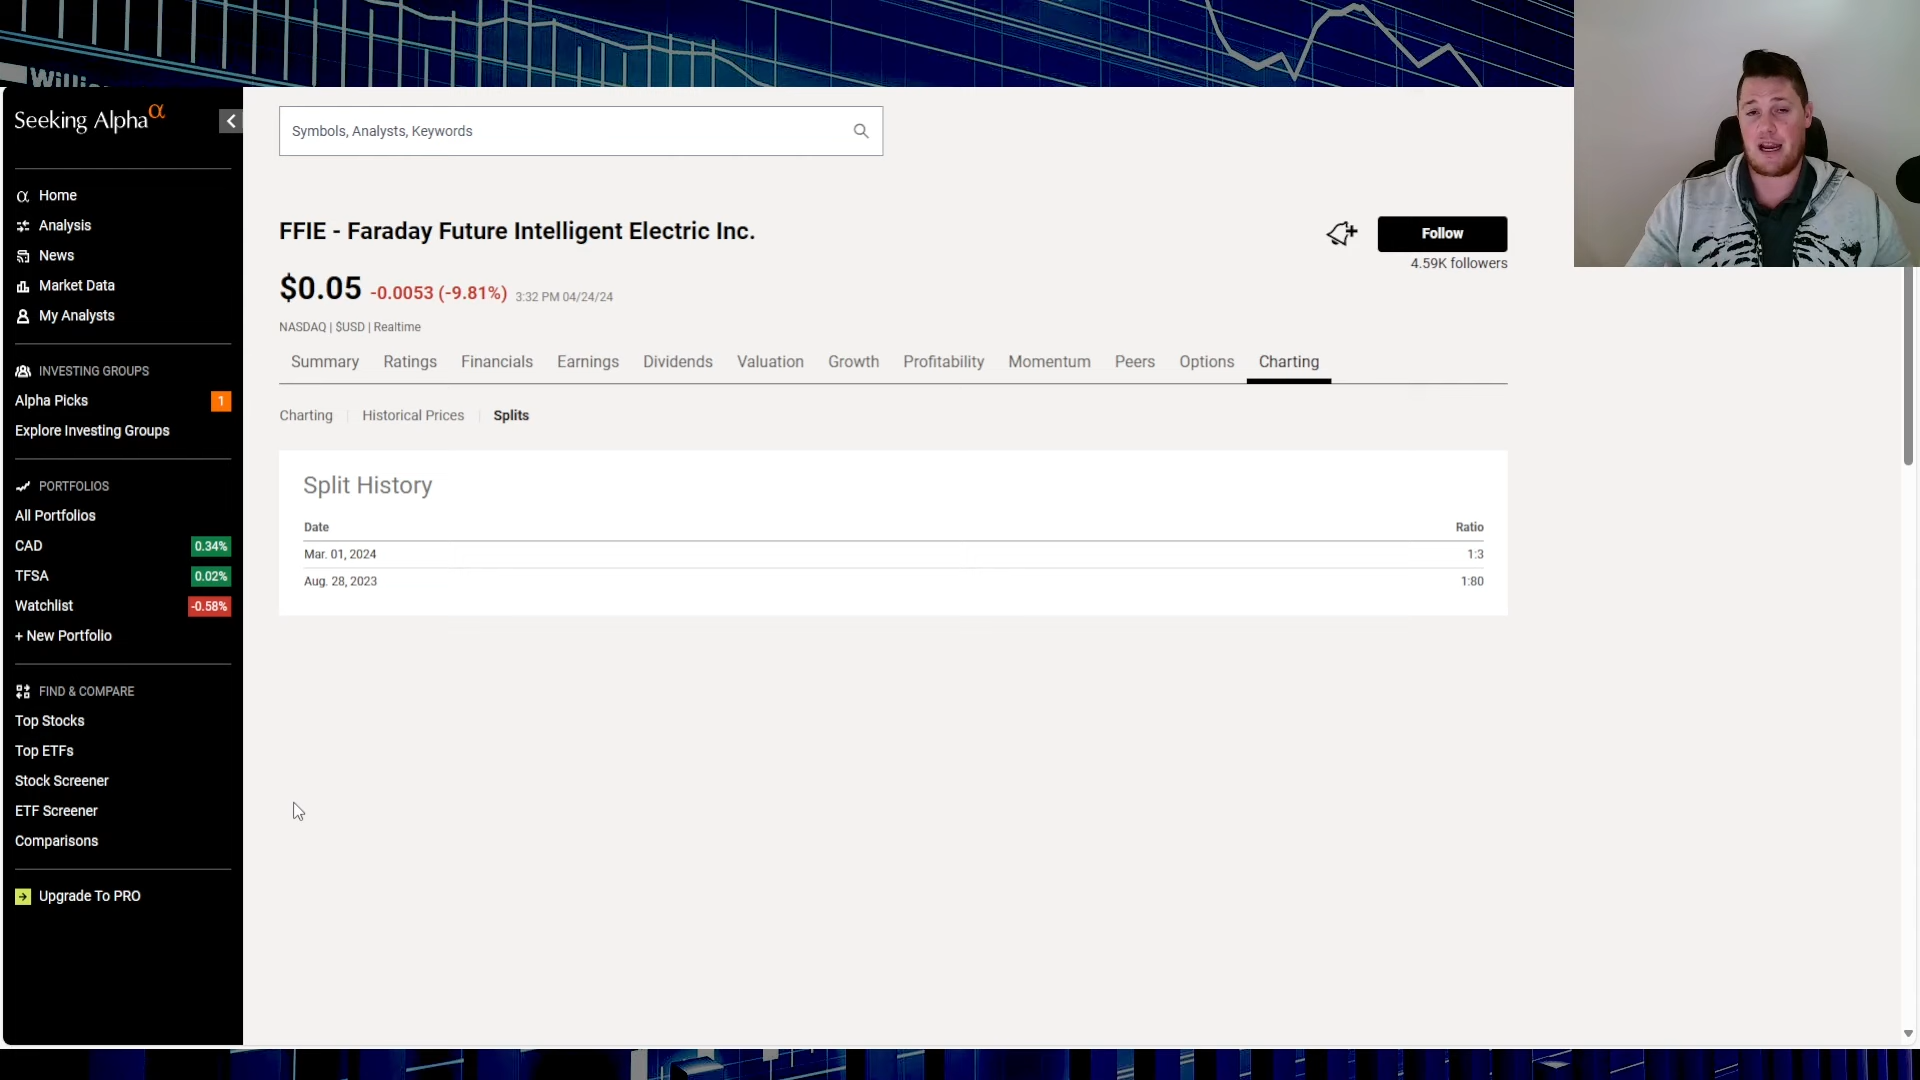 Willi
Seeking Alpha α
Home
Analysis
News
Market Data
My Analysts
INVESTING GROUPS
Alpha Picks 1
Explore Investing Groups
PORTFOLIOS
All Portfolios
CAD 0.34%
TFSA 0.02%
Watchlist -0.58%
+ New Portfolio
FIND & COMPARE
Top Stocks
Top ETFs
Stock Screener
ETF Screener
Comparisons
Upgrade To PRO
Symbols, Analysts, Keywords
FFIE - Faraday Future Intelligent Electric Inc.
Follow
4.59K followers
$0.05 -0.0053 (-9.81%) 3:32 PM 04/24/24
NASDAQ | $USD | Realtime
Summary Ratings Financials Earnings Dividends Valuation Growth Profitability Momentum Peers Options Charting
Charting | Historical Prices | Splits
Split History
Date Ratio
Mar. 01, 2024 1:3
Aug. 28, 2023 1:80